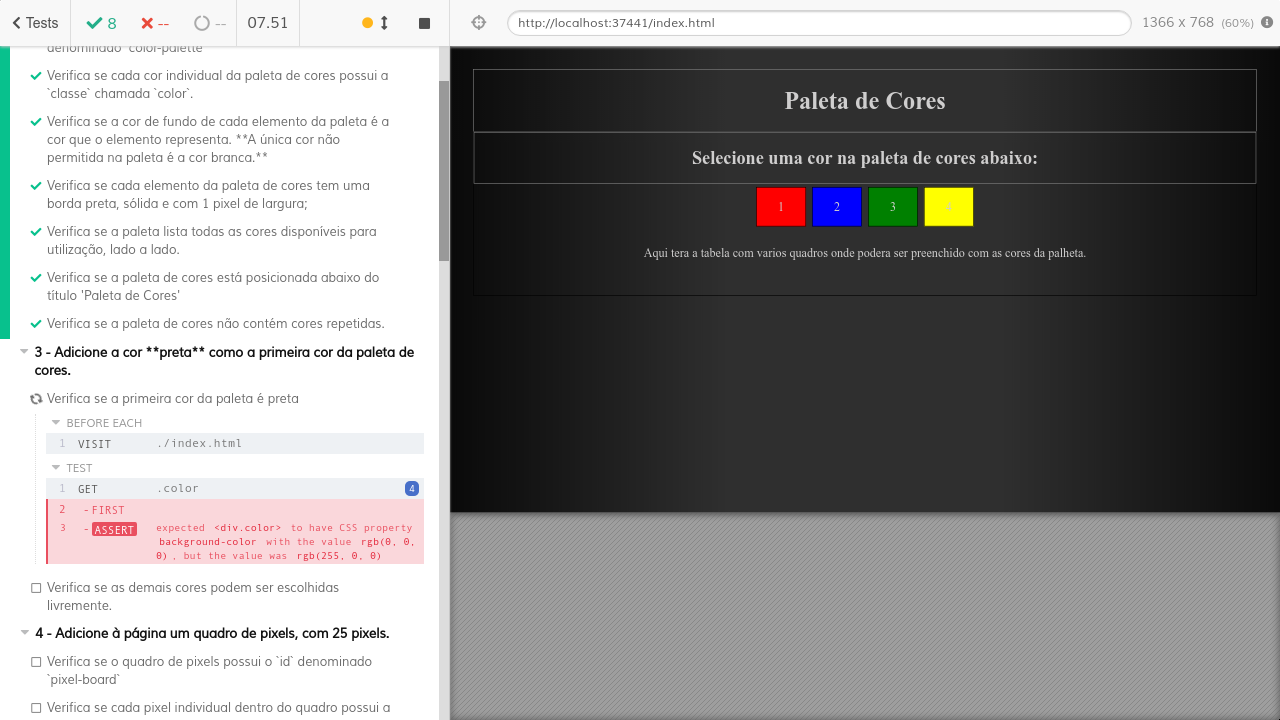 Tests
8
--
--
07.51
http://localhost:37441/index.html
1366 x 768 (60%)
denominado `color-palette`
Verifica se cada cor individual da paleta de cores possui a
`classe` chamada `color`.
Verifica se a cor de fundo de cada elemento da paleta é a
cor que o elemento representa. **A única cor não
permitida na paleta é a cor branca.**
Verifica se cada elemento da paleta de cores tem uma
borda preta, sólida e com 1 pixel de largura;
Verifica se a paleta lista todas as cores disponíveis para
utilização, lado a lado.
Verifica se a paleta de cores está posicionada abaixo do
título 'Paleta de Cores'
Verifica se a paleta de cores não contém cores repetidas.
3 - Adicione a cor **preta** como a primeira cor da paleta de
cores.
Verifica se a primeira cor da paleta é preta
BEFORE EACH
1 VISIT ./index.html
TEST
1 GET .color 4
2 -FIRST
3 -ASSERT expected <div.color> to have CSS property
background-color with the value rgb(0, 0,
0) , but the value was rgb(255, 0, 0)
Verifica se as demais cores podem ser escolhidas
livremente.
4 - Adicione à página um quadro de pixels, com 25 pixels.
Verifica se o quadro de pixels possui o `id` denominado
`pixel-board`
Verifica se cada pixel individual dentro do quadro possui a
Paleta de Cores
Selecione uma cor na paleta de cores abaixo:
1 2 3 4
Aqui tera a tabela com varios quadros onde podera ser preenchido com as cores da palheta.